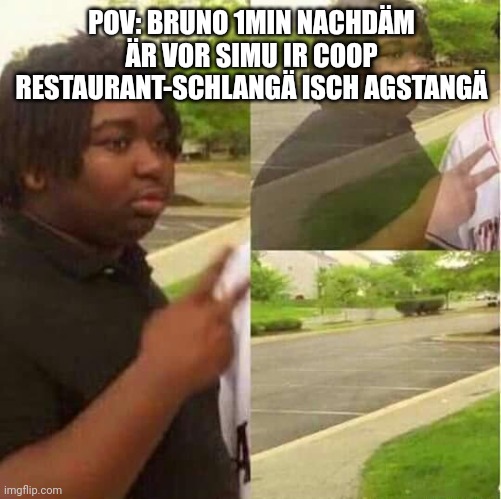 POV: BRUNO 1MIN NACHDÄM
ÄR VOR SIMU IR COOP
RESTAURANT-SCHLANGÄ ISCH AGSTANGÄ
imgflip.com